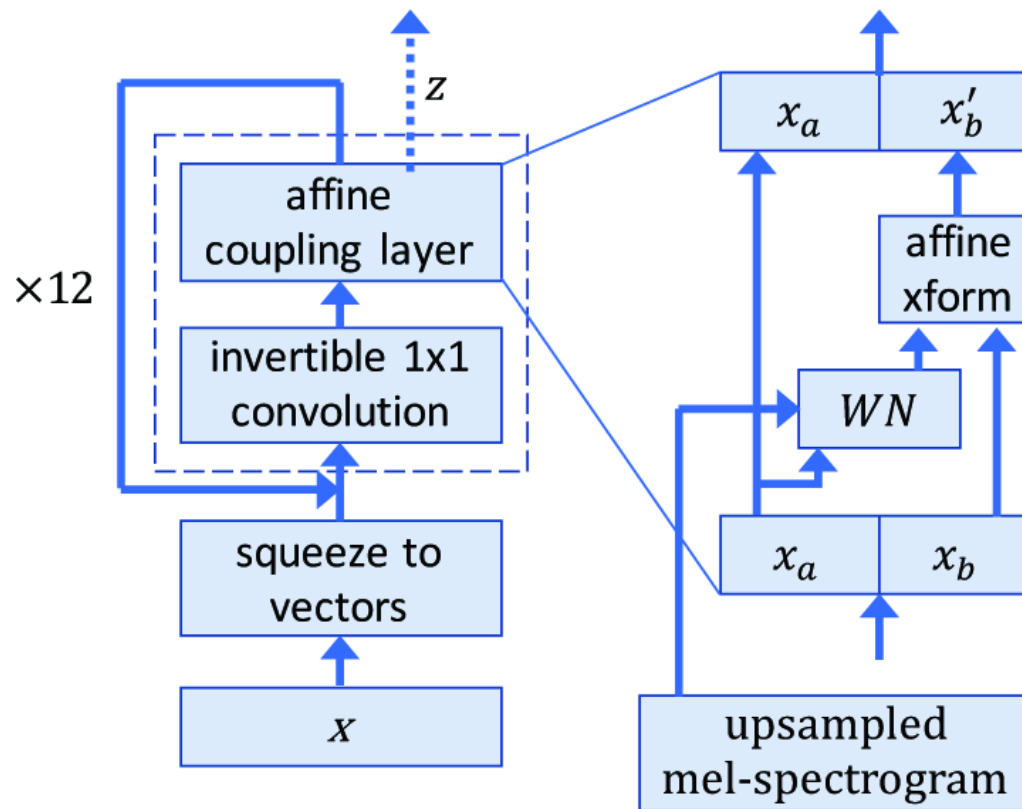 z
affine
coupling layer
×12
invertible 1x1
convolution
squeeze to
vectors
x
x_a
x'_b
affine
xform
WN
x_a
x_b
upsampled
mel-spectrogram